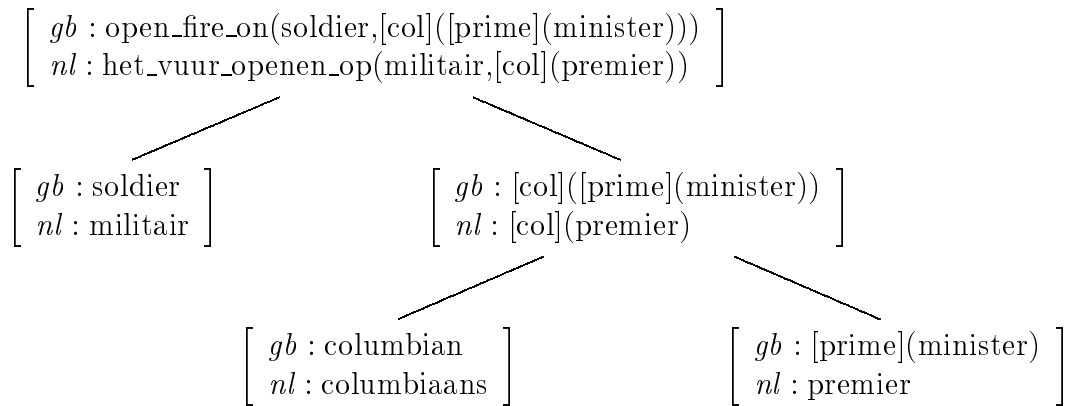 gb : open_fire_on(soldier,[col]([prime](minister)))
nl : het_vuur_openen_op(militair,[col](premier))
gb : soldier
nl : militair
gb : [col]([prime](minister))
nl : [col](premier)
gb : columbian
nl : columbiaans
gb : [prime](minister)
nl : premier